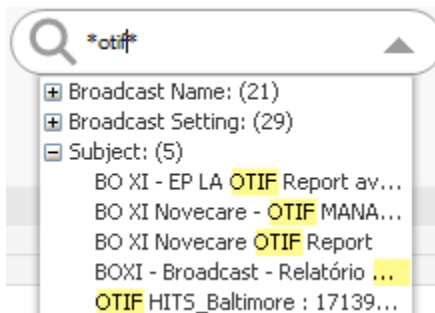 *otif*
Broadcast Name: (21)
Broadcast Setting: (29)
Subject: (5)
BO XI - EP LA OTIF Report av...
BO XI Novecare - OTIF MANA...
BO XI Novecare OTIF Report
BOXI - Broadcast - Relatório ...
OTIF HITS_Baltimore : 17139...